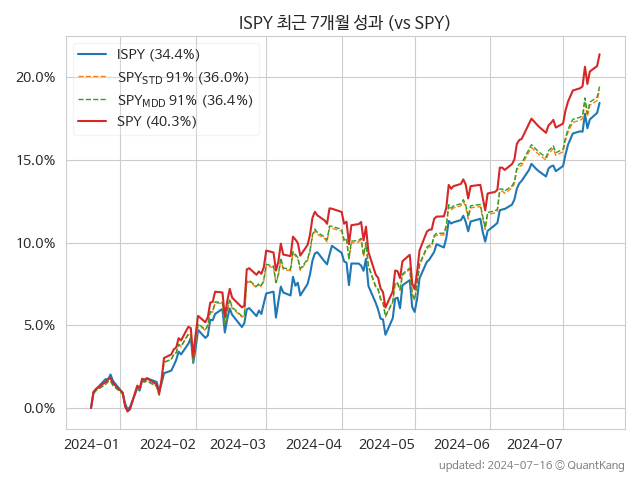 ISPY 최근 7개월 성과 (vs SPY)
ISPY (34.4%)
SPY_STD 91% (36.0%)
SPY_MDD 91% (36.4%)
SPY (40.3%)
20.0%
15.0%
10.0%
5.0%
0.0%
2024-01 2024-02 2024-03 2024-04 2024-05 2024-06 2024-07
updated: 2024-07-16 © QuantKang